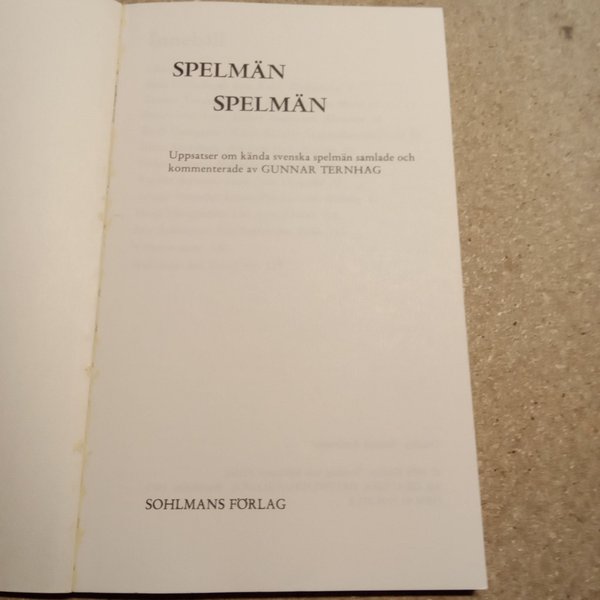 SPELMÄN
SPELMÄN
Uppsatser om kända svenska spelmän samlade och
kommenterade av GUNNAR TERNHAG
SOHLMANS FÖRLAG